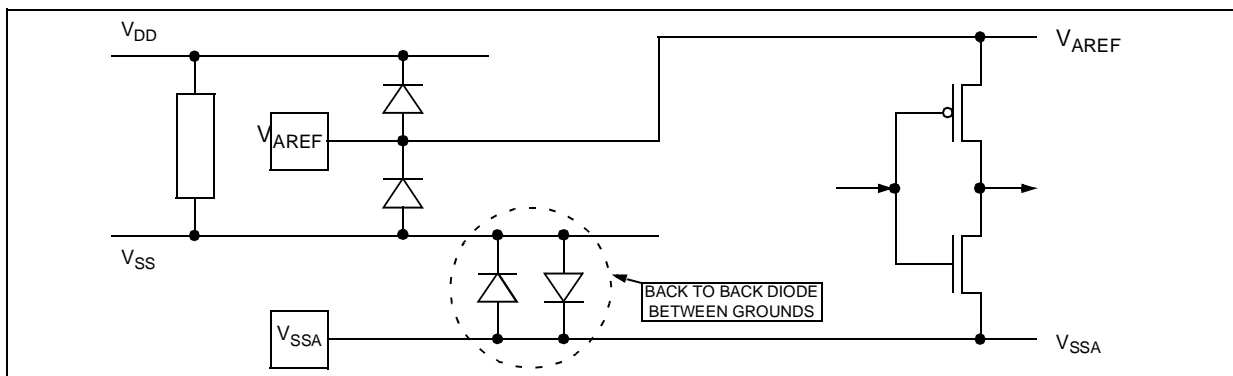 VDD
VAREF
VAREF
VSS
BACK TO BACK DIODE
BETWEEN GROUNDS
VSSA
VSSA